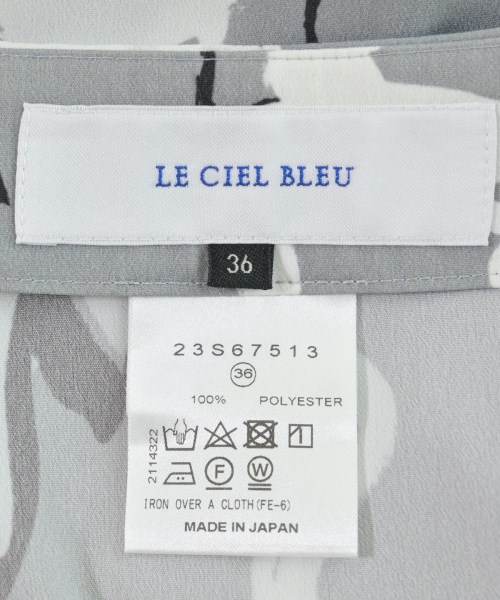 LE CIEL BLEU
36
23S67513
36
100% POLYESTER
2114322
F W
IRON OVER A CLOTH(FE-6)
MADE IN JAPAN